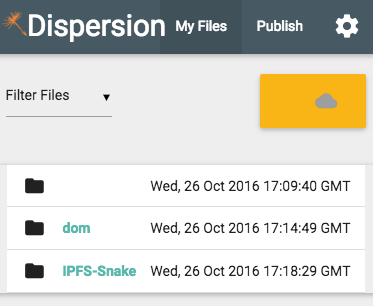 Dispersion My Files Publish
Filter Files
Wed, 26 Oct 2016 17:09:40 GMT
dom Wed, 26 Oct 2016 17:14:49 GMT
IPFS-Snake Wed, 26 Oct 2016 17:18:29 GMT